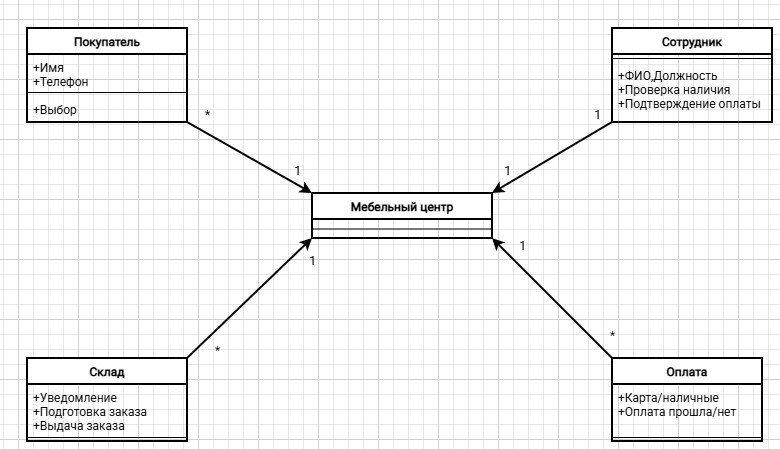 Покупатель
+Имя
+Телефон
+Выбор
*
1
Сотрудник
+ФИО,Должность
+Проверка наличия
+Подтверждение оплаты
1
1
Мебельный центр
1
*
1
*
Склад
+Уведомление
+Подготовка заказа
+Выдача заказа
Оплата
+Карта/наличные
+Оплата прошла/нет